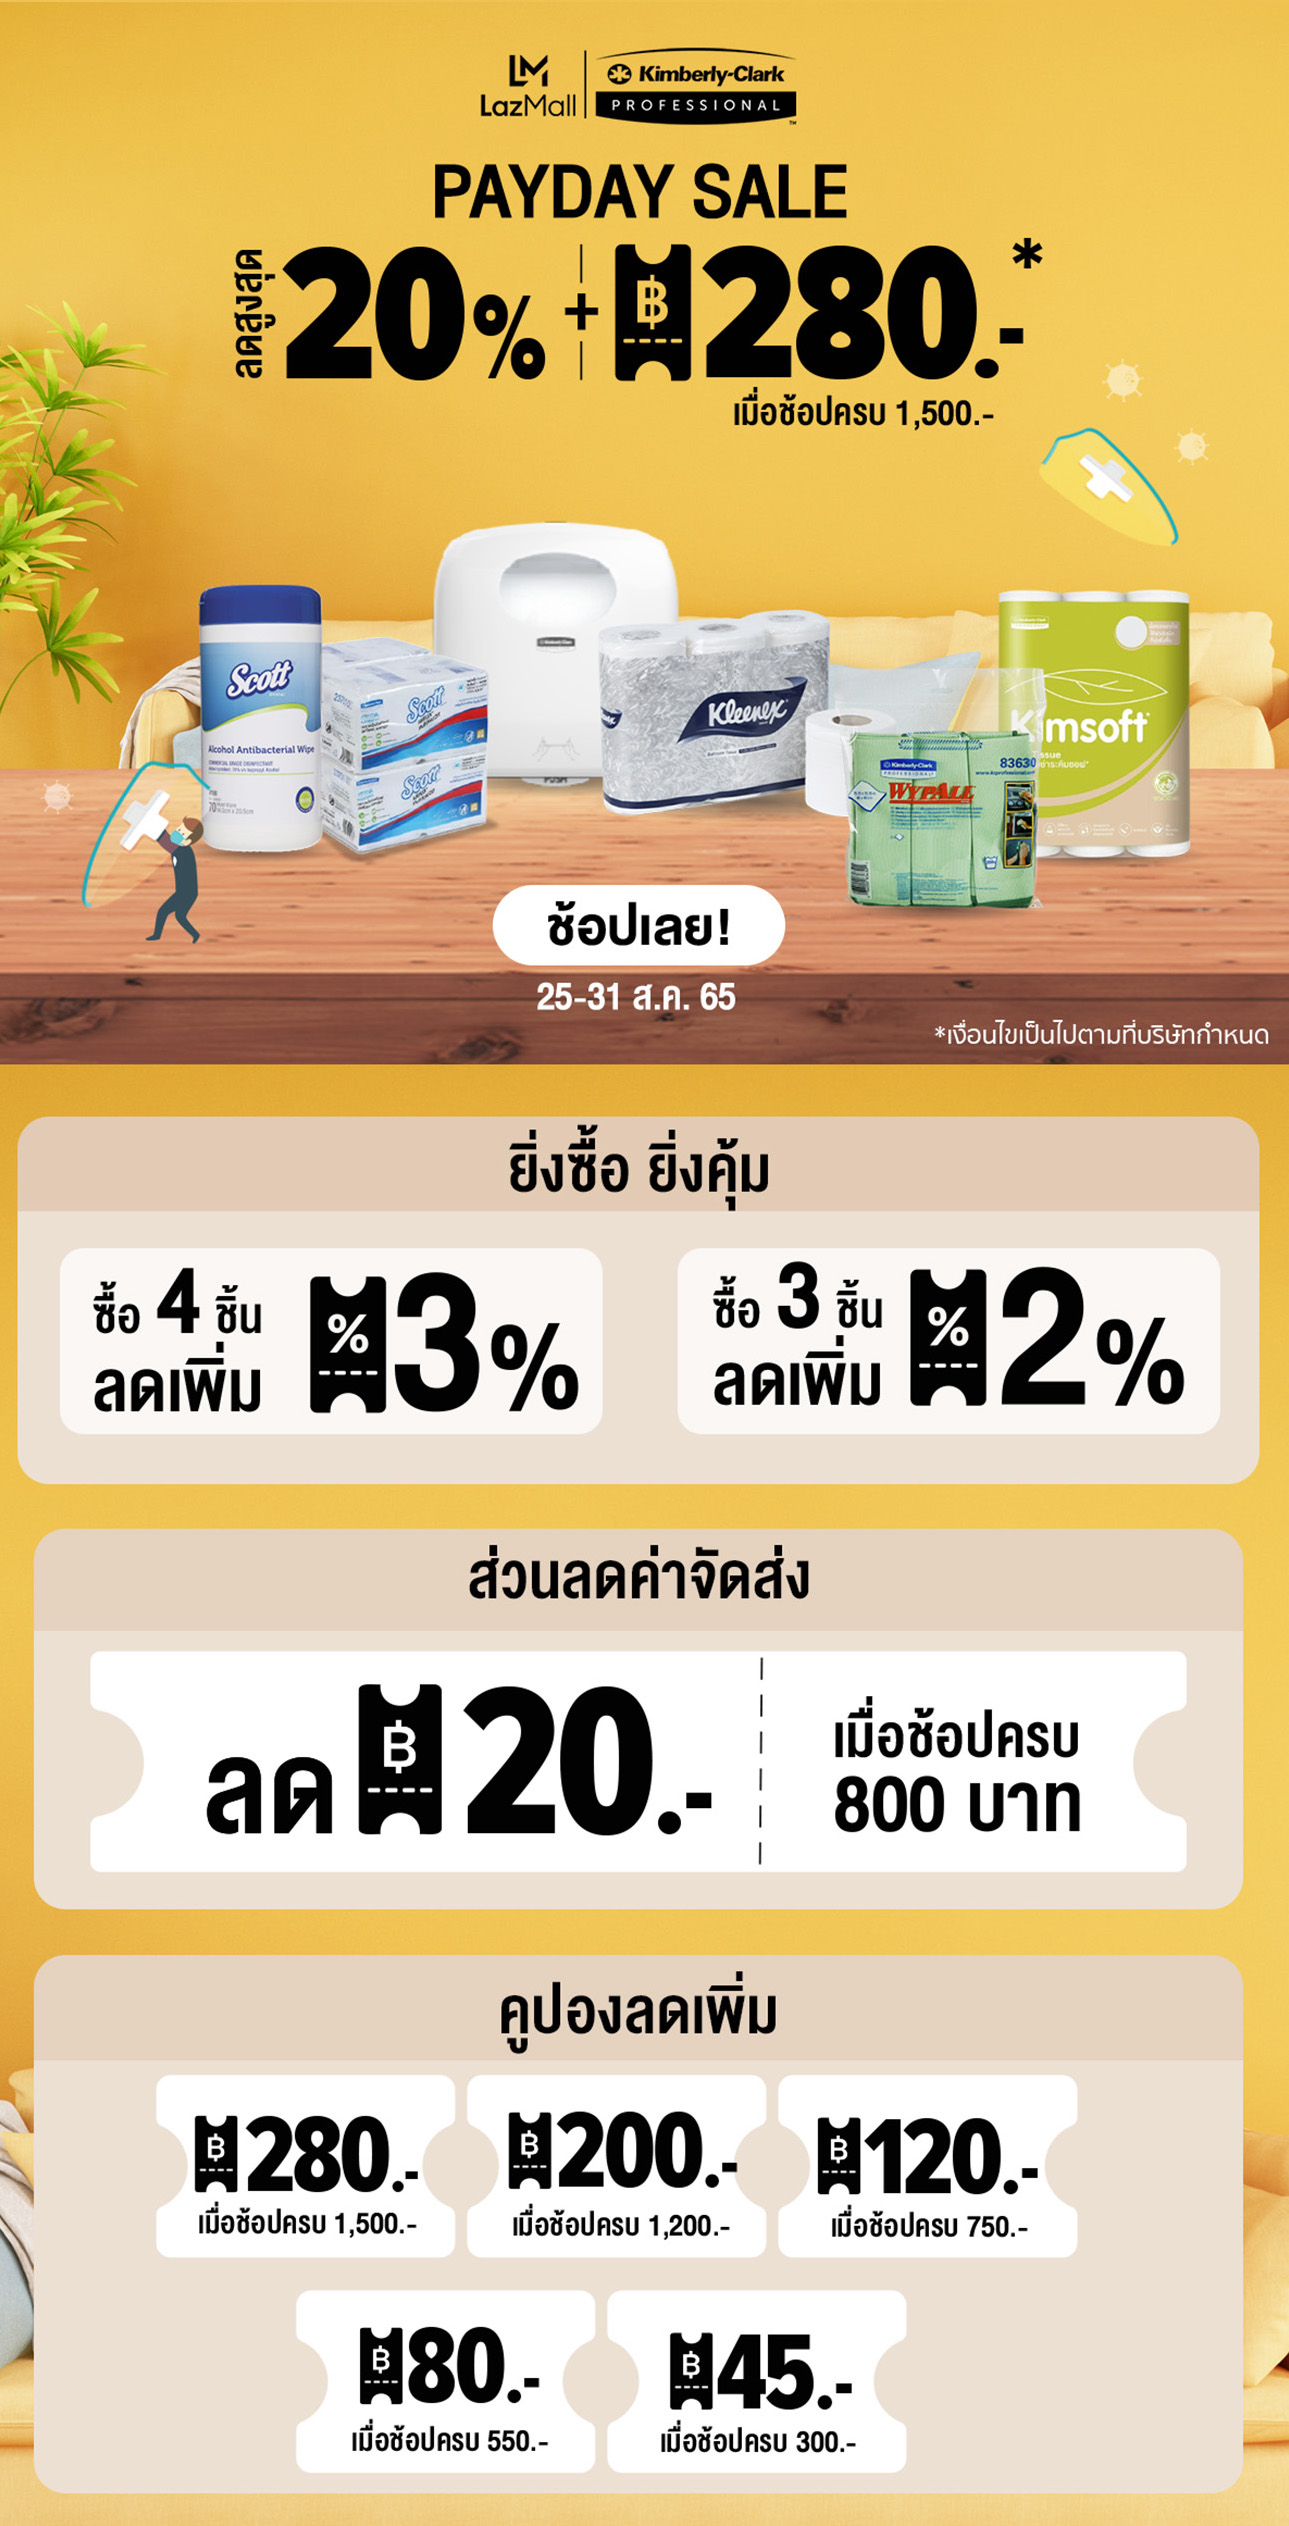 LM
LazMall
Kimberly-Clark
PROFESSIONAL
™
PAYDAY SALE
ลดสูงสุด 20% + ฿ 280.-*
เมื่อช้อปครบ 1,500.-
Scott
Alcohol Antibacterial Wipe
Scott
Scott
PUSH
Kleenex
Kimberly-Clark
PROFESSIONAL
83630
WYPALL
Kimsoft
ช้อปเลย!
25-31 ส.ค. 65
*เงื่อนไขเป็นไปตามที่บริษัทกำหนด
ยิ่งซื้อ ยิ่งคุ้ม
ซื้อ 4 ชิ้น
ลดเพิ่ม
% 3%
ซื้อ 3 ชิ้น
ลดเพิ่ม
% 2%
ส่วนลดค่าจัดส่ง
ลด ฿ 20.-
เมื่อช้อปครบ
800 บาท
คูปองลดเพิ่ม
฿ 280.-
เมื่อช้อปครบ 1,500.-
฿ 200.-
เมื่อช้อปครบ 1,200.-
฿ 120.-
เมื่อช้อปครบ 750.-
฿ 80.-
เมื่อช้อปครบ 550.-
฿ 45.-
เมื่อช้อปครบ 300.-